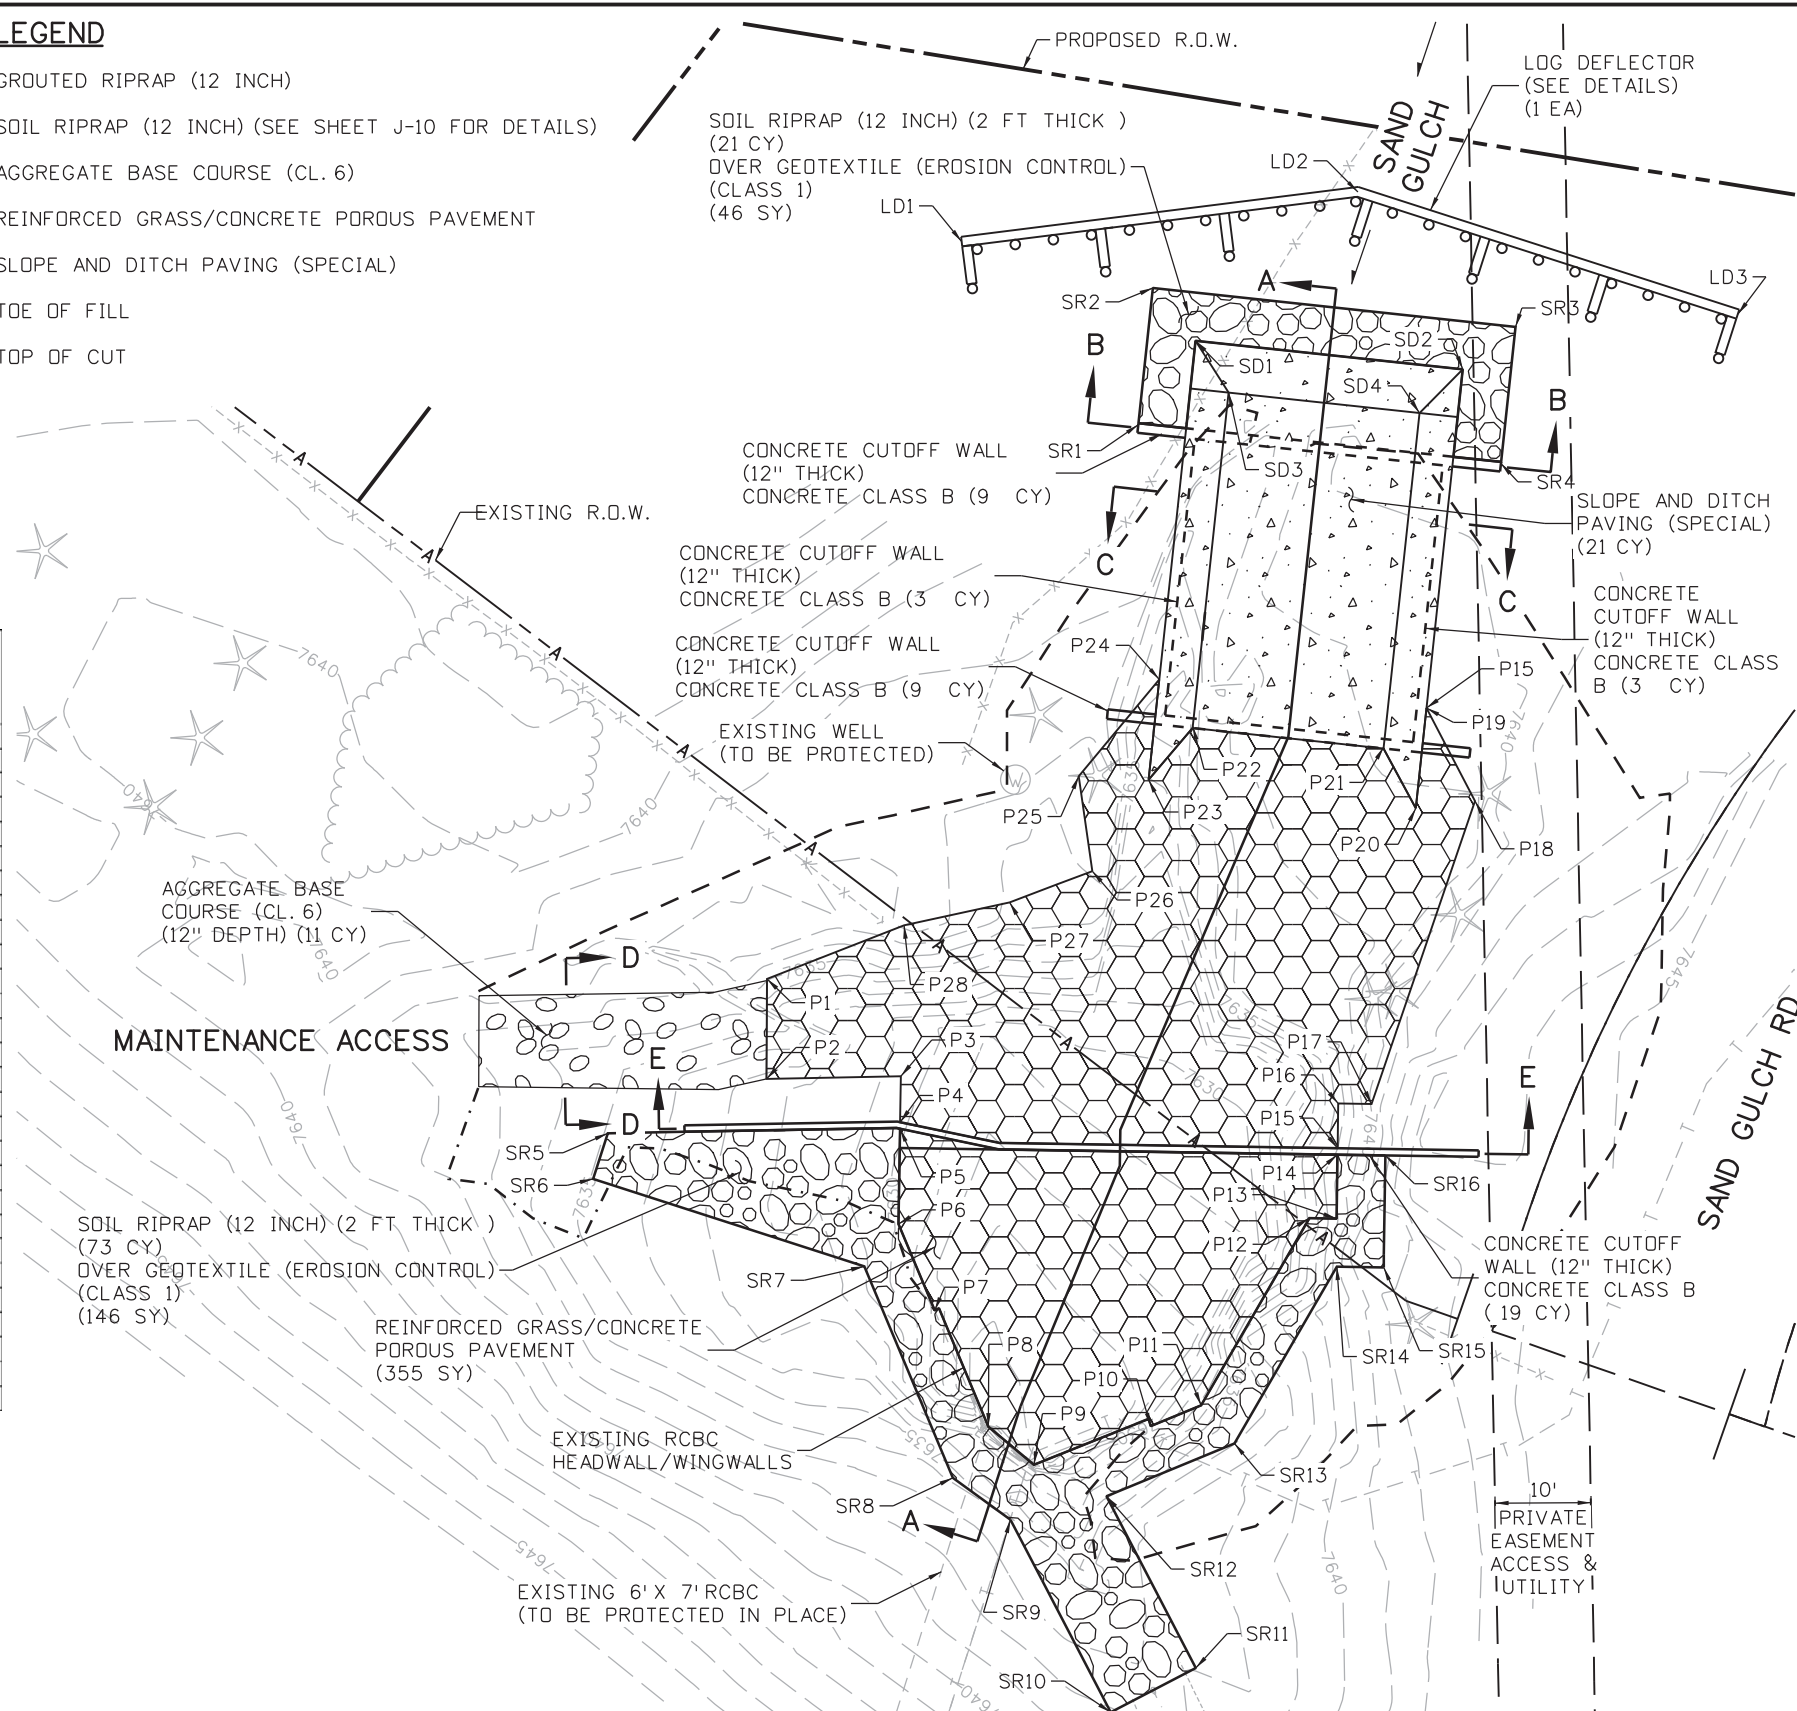 LEGEND
GROUTED RIPRAP (12 INCH)
SOIL RIPRAP (12 INCH) (SEE SHEET J-10 FOR DETAILS)
AGGREGATE BASE COURSE (CL. 6)
REINFORCED GRASS/CONCRETE POROUS PAVEMENT
SLOPE AND DITCH PAVING (SPECIAL)
TOE OF FILL
TOP OF CUT
PROPOSED R.O.W.
LOG DEFLECTOR
(SEE DETAILS)
(1 EA)
SAND
GULCH
SOIL RIPRAP (12 INCH) (2 FT THICK )
(21 CY)
OVER GEOTEXTILE (EROSION CONTROL)
(CLASS 1)
(46 SY)
LD1
LD2
LD3
SR2
A
SR3
B
SD2
SD1
SD4
B
SR1
SD3
SR4
CONCRETE CUTOFF WALL
(12" THICK)
CONCRETE CLASS B (9 CY)
C
SLOPE AND DITCH
PAVING (SPECIAL)
(21 CY)
EXISTING R.O.W.
A
A
A
A
A
CONCRETE CUTOFF WALL
(12" THICK)
CONCRETE CLASS B (3 CY)
C
CONCRETE
CUTOFF WALL
(12" THICK)
CONCRETE CLASS
B (3 CY)
CONCRETE CUTOFF WALL
(12" THICK)
CONCRETE CLASS B (9 CY)
P24
P15
P19
EXISTING WELL
(TO BE PROTECTED)
W
P22
P21
P23
P25
P20
P18
7640
7640
7640
7640
7635
7640
P26
P27
P28
AGGREGATE BASE
COURSE (CL. 6)
(12" DEPTH) (11 CY)
D
7635
7635
7645
MAINTENANCE ACCESS
P1
P2
P3
P4
A
A
A
A
P17
P16
P15
7630
E
E
D
SAND GULCH RD
7640
764
SR5
SR6
P5
P6
P14
P13
P12
SR16
7635
SOIL RIPRAP (12 INCH) (2 FT THICK )
(73 CY)
OVER GEOTEXTILE (EROSION CONTROL)
(CLASS 1)
(146 SY)
CONCRETE CUTOFF
WALL (12" THICK)
CONCRETE CLASS B
( 19 CY)
SR7
P7
REINFORCED GRASS/CONCRETE
POROUS PAVEMENT
(355 SY)
P8
P11
P10
P9
SR14
SR15
EXISTING RCBC
HEADWALL/WINGWALLS
7635
SR13
SR8
A
10'
PRIVATE
EASEMENT
ACCESS &
UTILITY
7645
SR12
7640
EXISTING 6' X 7' RCBC
(TO BE PROTECTED IN PLACE)
SR9
SR11
SR10
7640